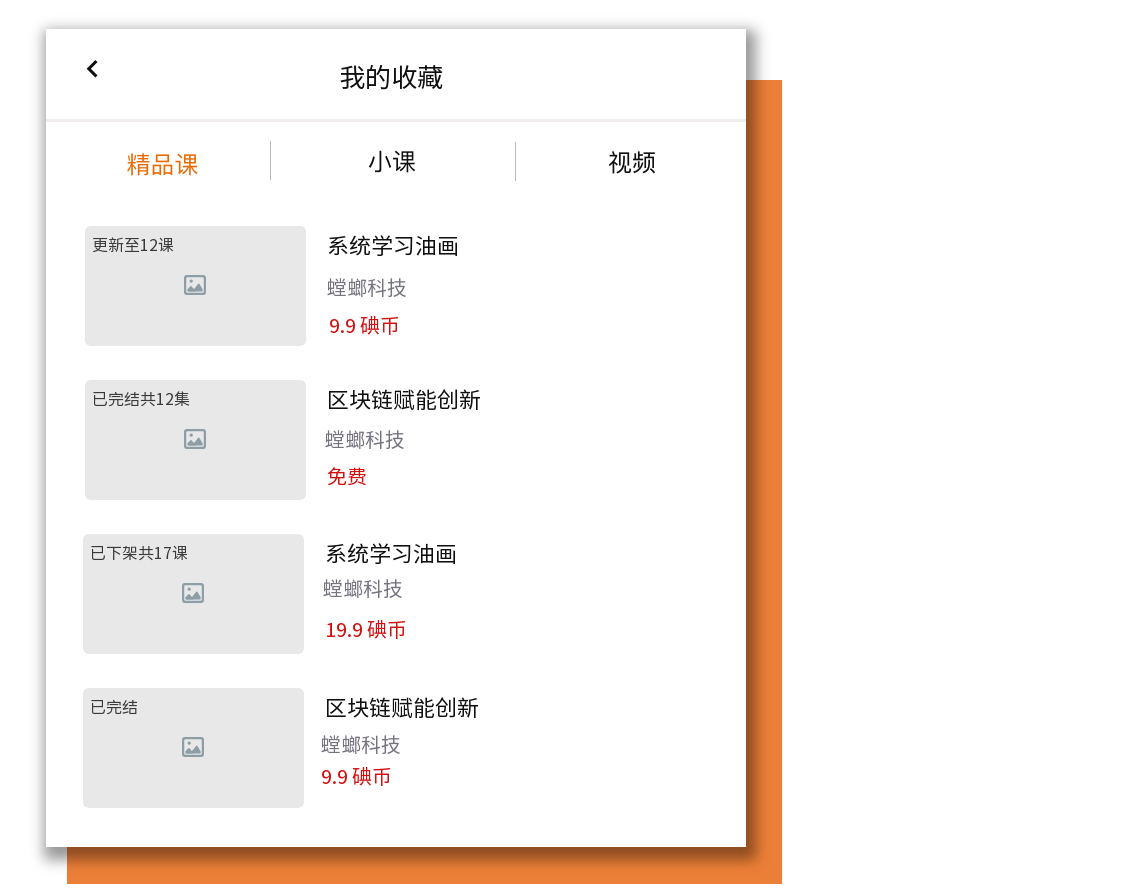 我的收藏
精品课
小课
视频
更新至12课
系统学习油画
螳螂科技
9.9 碘币
已完结共12集
区块链赋能创新
螳螂科技
免费
已下架共17课
系统学习油画
螳螂科技
19.9 碘币
已完结
区块链赋能创新
螳螂科技
9.9 碘币